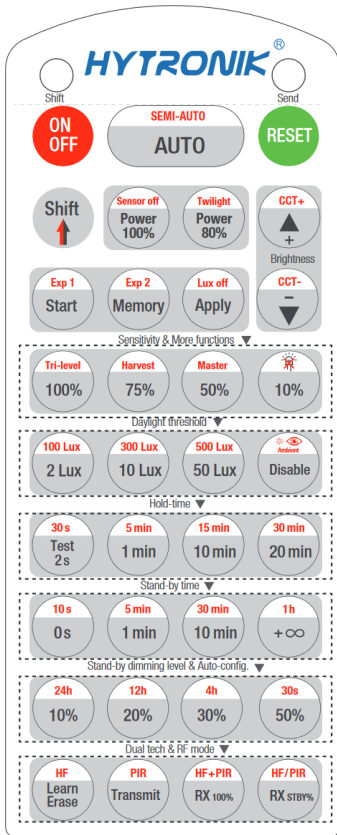 HYTRONIK®
Shift
Send
ON
OFF
SEMI-AUTO
AUTO
RESET
Shift
Sensor off
Power
100%
Twilight
Power
80%
CCT+
+
Brightness
CCT-
−
Exp 1
Start
Exp 2
Memory
Lux off
Apply
Sensitivity & More functions
Tri-level
100%
Harvest
75%
Master
50%
10%
Daylight threshold
100 Lux
2 Lux
300 Lux
10 Lux
500 Lux
50 Lux
Ambient
Disable
Hold-time
30 s
Test
2 s
5 min
1 min
15 min
10 min
30 min
20 min
Stand-by time
10 s
0 s
5 min
1 min
30 min
10 min
1h
+∞
Stand-by dimming level & Auto-config.
24h
10%
12h
20%
4h
30%
30s
50%
Dual tech & RF mode
HF
Learn
Erase
PIR
Transmit
HF+PIR
RX 100%
HF/PIR
RX STBY%